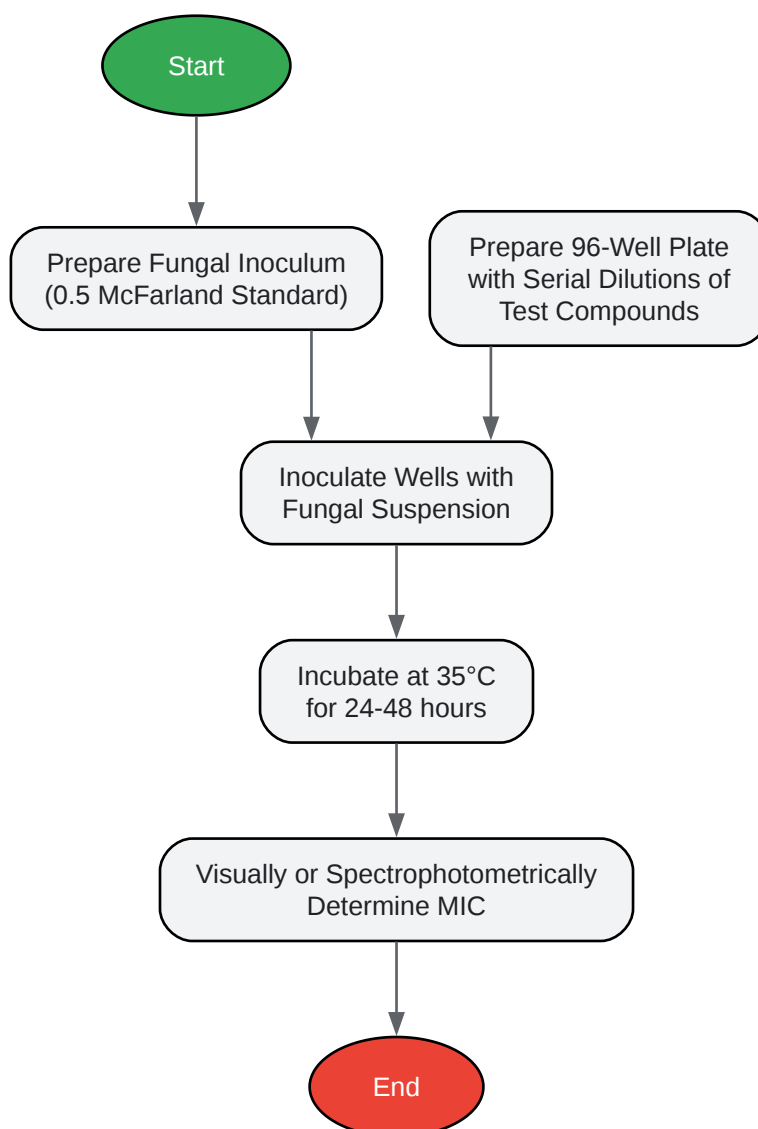 Start
Prepare Fungal Inoculum
(0.5 McFarland Standard)
Prepare 96-Well Plate
with Serial Dilutions of
Test Compounds
Inoculate Wells with
Fungal Suspension
Incubate at 35°C
for 24-48 hours
Visually or Spectrophotometrically
Determine MIC
End